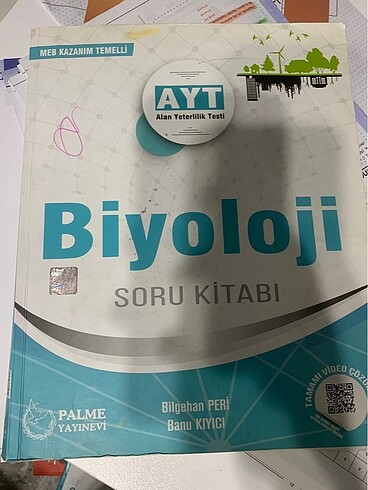 MEB KAZANIM TEMELLİ
AYT
Alan Yeterlilik Testi
Biyoloji
SORU KİTABI
TAMAMI VİDEO ÇÖZÜ
PALME
YAYINEVİ
Bilgehan PERİ
Banu KIYICI